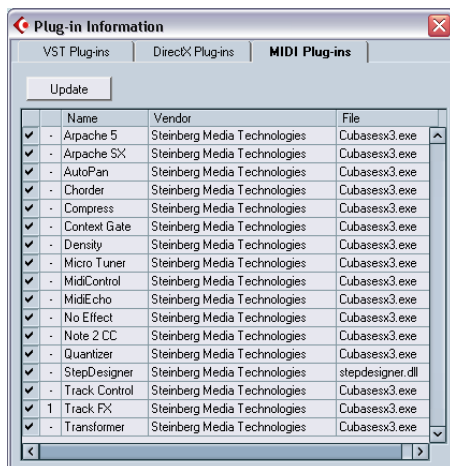 Plug-in Information
VST Plug-ins DirectX Plug-ins MIDI Plug-ins
Update
Name Vendor File
Arpache 5 Steinberg Media Technologies Cubasesx3.exe
- Arpache SX Steinberg Media Technologies Cubasesx3.exe
- AutoPan Steinberg Media Technologies Cubasesx3.exe
- Chorder Steinberg Media Technologies Cubasesx3.exe
- Compress Steinberg Media Technologies Cubasesx3.exe
- Context Gate Steinberg Media Technologies Cubasesx3.exe
- Density Steinberg Media Technologies Cubasesx3.exe
- Micro Tuner Steinberg Media Technologies Cubasesx3.exe
- MidiControl Steinberg Media Technologies Cubasesx3.exe
- MidiEcho Steinberg Media Technologies Cubasesx3.exe
- No Effect Steinberg Media Technologies Cubasesx3.exe
- Note 2 CC Steinberg Media Technologies Cubasesx3.exe
- Quantizer Steinberg Media Technologies Cubasesx3.exe
- StepDesigner Steinberg Media Technologies stepdesigner.dll
- Track Control Steinberg Media Technologies Cubasesx3.exe
1 Track FX Steinberg Media Technologies Cubasesx3.exe
- Transformer Steinberg Media Technologies Cubasesx3.exe